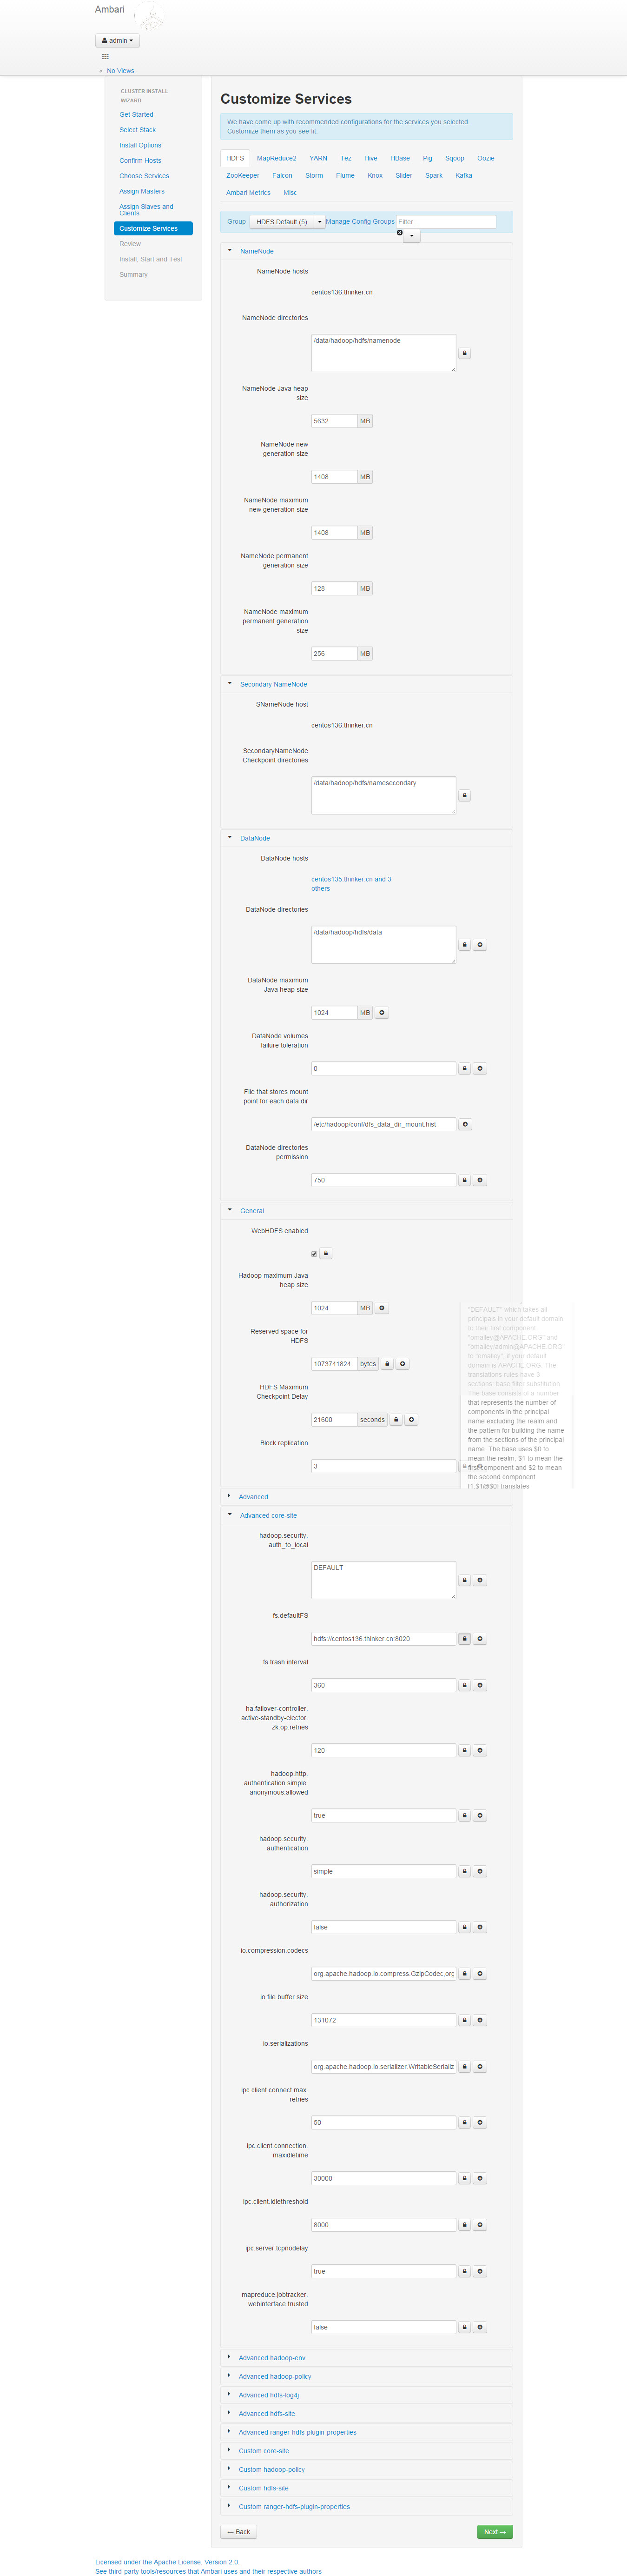 Ambari
admin
No Views
CLUSTER INSTALL
WIZARD
Get Started
Select Stack
Install Options
Confirm Hosts
Choose Services
Assign Masters
Assign Slaves and
Clients
Customize Services
Review
Install, Start and Test
Summary
Customize Services
We have come up with recommended configurations for the services you selected.
Customize them as you see fit.
HDFS MapReduce2 YARN Tez Hive HBase Pig Sqoop Oozie
ZooKeeper Falcon Storm Flume Knox Slider Spark Kafka
Ambari Metrics Misc
Group HDFS Default (5) Manage Config Groups Filter...
NameNode
NameNode hosts
centos136.thinker.cn
NameNode directories
/data/hadoop/hdfs/namenode
NameNode Java heap
size
5632 MB
NameNode new
generation size
1408 MB
NameNode maximum
new generation size
1408 MB
NameNode permanent
generation size
128 MB
NameNode maximum
permanent generation
size
256 MB
Secondary NameNode
SNameNode host
centos136.thinker.cn
SecondaryNameNode
Checkpoint directories
/data/hadoop/hdfs/namesecondary
DataNode
DataNode hosts
centos135.thinker.cn and 3
others
DataNode directories
/data/hadoop/hdfs/data
DataNode maximum
Java heap size
1024 MB
DataNode volumes
failure toleration
0
File that stores mount
point for each data dir
/etc/hadoop/conf/dfs_data_dir_mount.hist
DataNode directories
permission
750
General
WebHDFS enabled
Hadoop maximum Java
heap size
1024 MB
Reserved space for
HDFS
1073741824 bytes
HDFS Maximum
Checkpoint Delay
21600 seconds
Block replication
3
"DEFAULT" which takes all
principals in your default domain
to their first component.
"omalley@APACHE.ORG" and
"omalley/admin@APACHE.ORG"
to "omalley", if your default
domain is APACHE.ORG. The
translations rules have 3
sections: base filter substitution
The base consists of a number
that represents the number of
components in the principal
name excluding the realm and
the pattern for building the name
from the sections of the principal
name. The base uses $0 to
mean the realm, $1 to mean the
first component and $2 to mean
the second component.
[1:$1@$0] translates
Advanced
Advanced core-site
hadoop.security.
auth_to_local
DEFAULT
fs.defaultFS
hdfs://centos136.thinker.cn:8020
fs.trash.interval
360
ha.failover-controller.
active-standby-elector.
zk.op.retries
120
hadoop.http.
authentication.simple.
anonymous.allowed
true
hadoop.security.
authentication
simple
hadoop.security.
authorization
false
io.compression.codecs
org.apache.hadoop.io.compress.GzipCodec,org
io.file.buffer.size
131072
io.serializations
org.apache.hadoop.io.serializer.WritableSerializ
ipc.client.connect.max.
retries
50
ipc.client.connection.
maxidletime
30000
ipc.client.idlethreshold
8000
ipc.server.tcpnodelay
true
mapreduce.jobtracker.
webinterface.trusted
false
Advanced hadoop-env
Advanced hadoop-policy
Advanced hdfs-log4j
Advanced hdfs-site
Advanced ranger-hdfs-plugin-properties
Custom core-site
Custom hadoop-policy
Custom hdfs-site
Custom ranger-hdfs-plugin-properties
← Back Next →
Licensed under the Apache License, Version 2.0.
See third-party tools/resources that Ambari uses and their respective authors